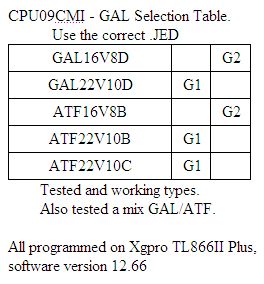 CPU09CMI - GAL Selection Table.
Use the correct .JED
GAL16V8D G2
GAL22V10D G1
ATF16V8B G2
ATF22V10B G1
ATF22V10C G1
Tested and working types.
Also tested a mix GAL/ATF.
All programmed on Xgpro TL866II Plus,
software version 12.66